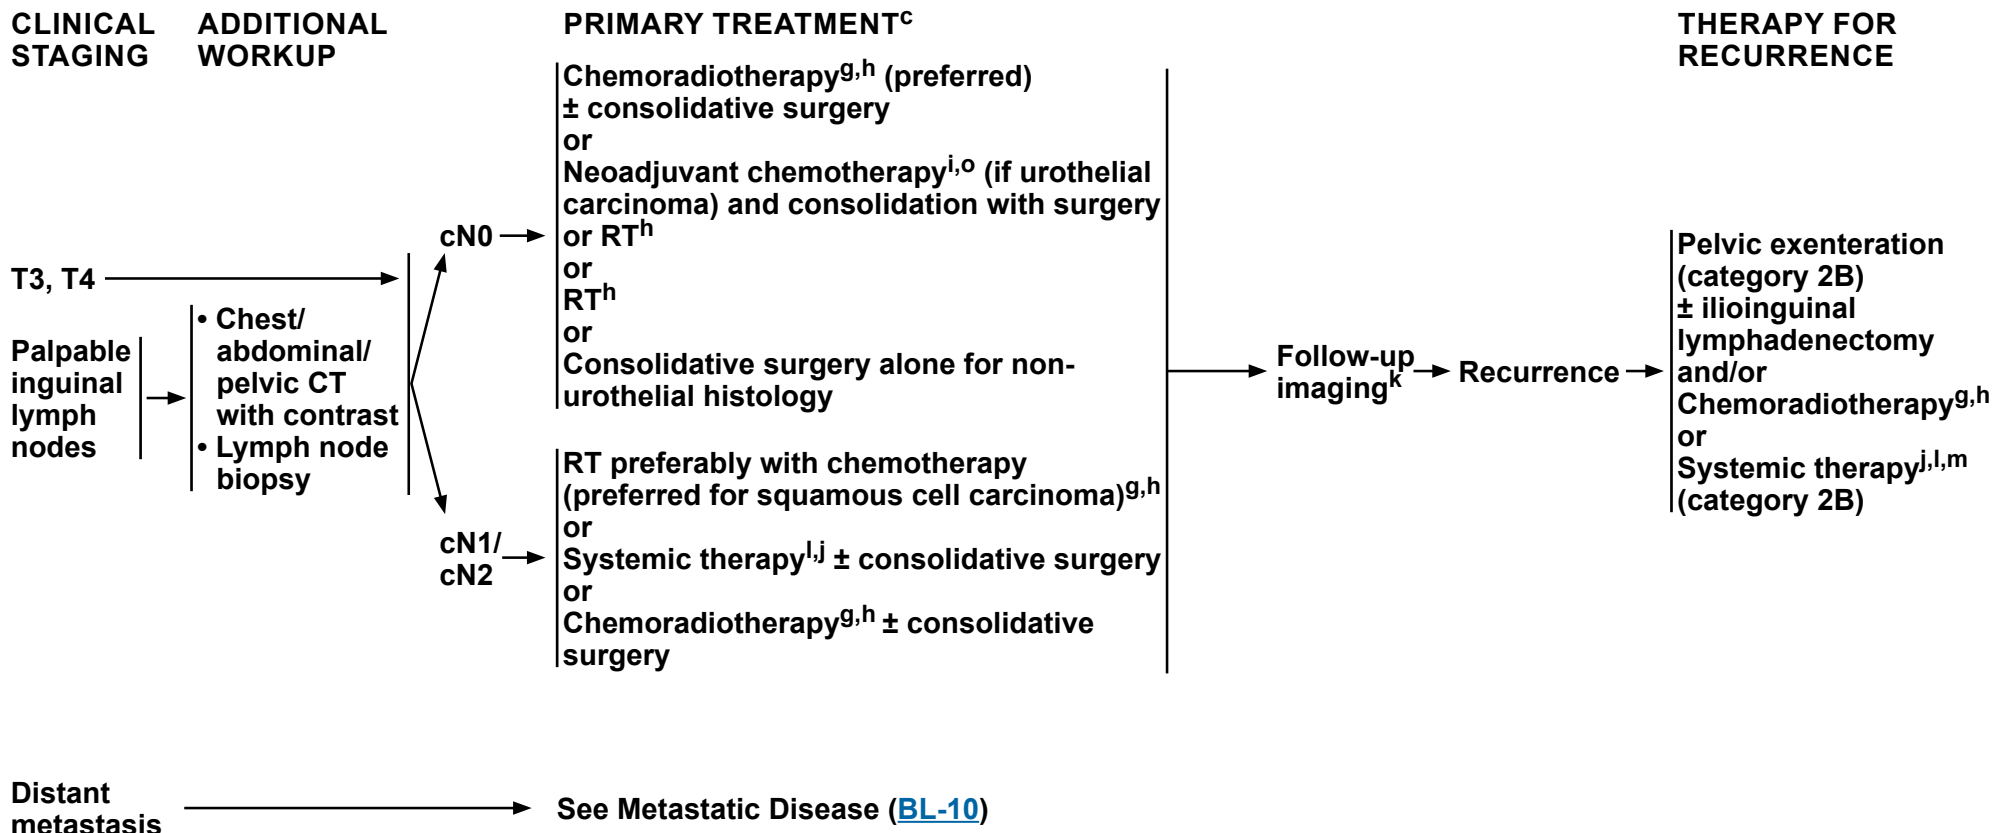 CLINICAL
STAGING
ADDITIONAL
WORKUP
PRIMARY TREATMENTc
THERAPY FOR
RECURRENCE
T3, T4
Palpable
inguinal
lymph
nodes
• Chest/
abdominal/
pelvic CT
with contrast
• Lymph node
biopsy
cN0
Chemoradiotherapyg,h (preferred)
± consolidative surgery
or
Neoadjuvant chemotherapyi,o (if urothelial
carcinoma) and consolidation with surgery
or RTh
or
RTh
or
Consolidative surgery alone for non-
urothelial histology
cN1/
cN2
RT preferably with chemotherapy
(preferred for squamous cell carcinoma)g,h
or
Systemic therapyl,j ± consolidative surgery
or
Chemoradiotherapyg,h ± consolidative
surgery
Follow-up
imagingk
Recurrence
Pelvic exenteration
(category 2B)
± ilioinguinal
lymphadenectomy
and/or
Chemoradiotherapyg,h
or
Systemic therapyj,l,m
(category 2B)
Distant
metastasis
See Metastatic Disease (BL-10)